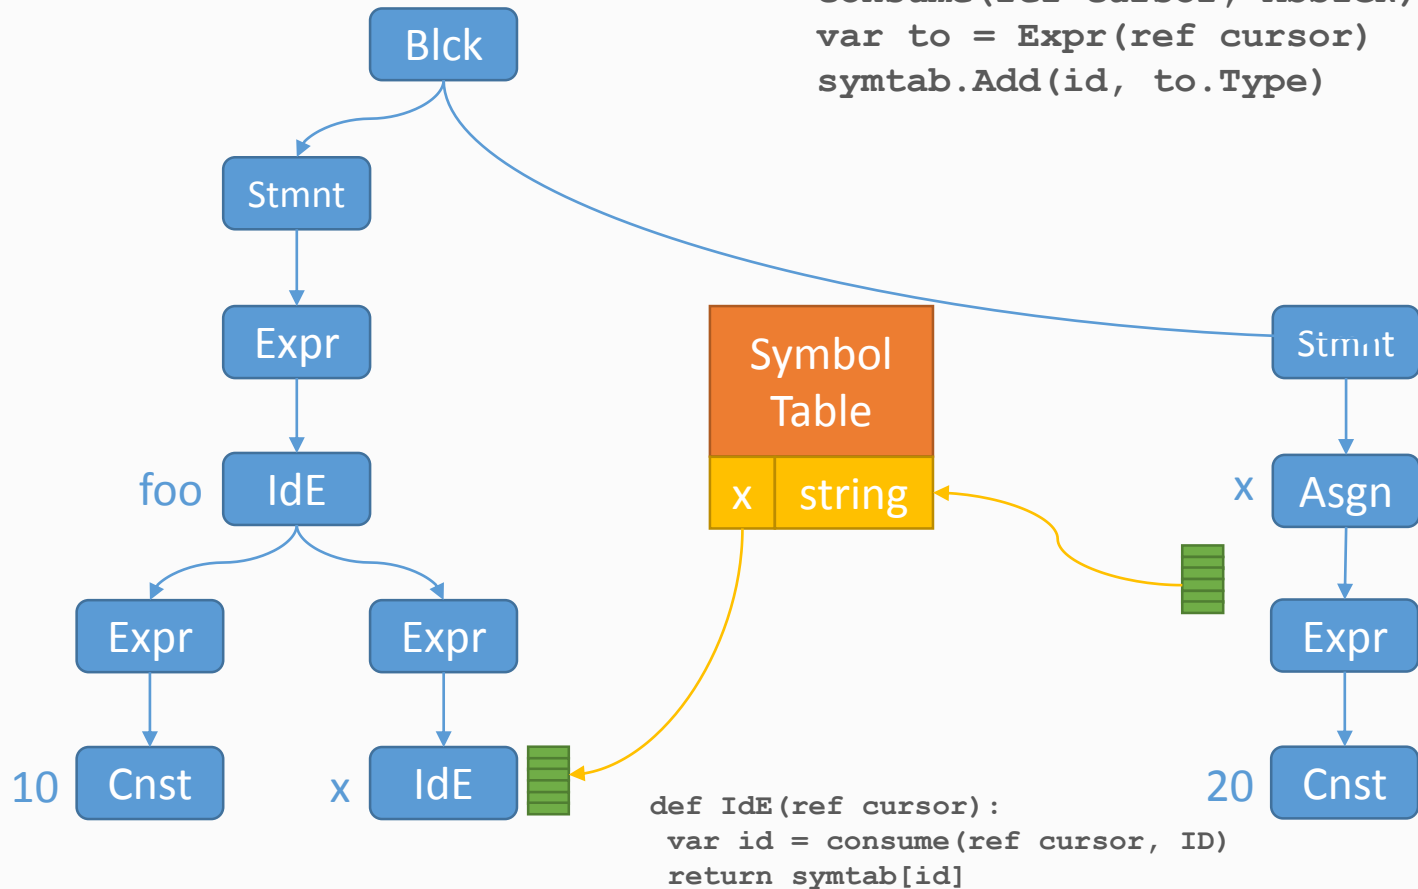 Blck
var to = Expr(ref cursor)
symtab.Add(id, to.Type)
Stmnt
Expr
Symbol
Table
Stmnt
foo
IdE
x
string
x
Asgn
Expr
Expr
Expr
10
Cnst
x
IdE
20
Cnst
def IdE(ref cursor):
var id = consume(ref cursor, ID)
return symtab[id]